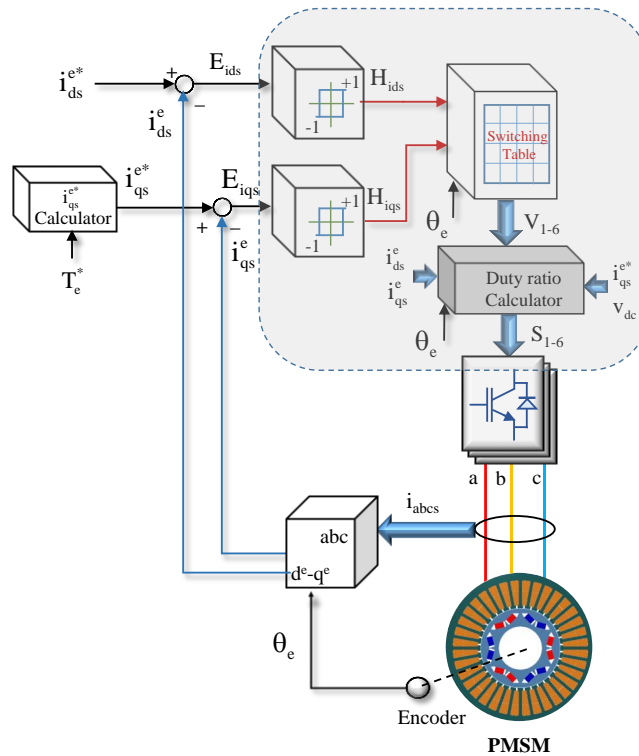 i_ds^e*
+
−
E_ids
+1
-1
H_ids
i_ds^e
Switching
Table
i_qs^e*
Calculator
i_qs^e*
T_e^*
+
−
E_iqs
+1
-1
H_iqs
i_qs^e
θ_e
V_1-6
i_ds^e
i_qs^e
Duty ratio
Calculator
i_qs^e*
v_dc
θ_e
S_1-6
a b c
i_abcs
abc
d^e-q^e
θ_e
Encoder
PMSM